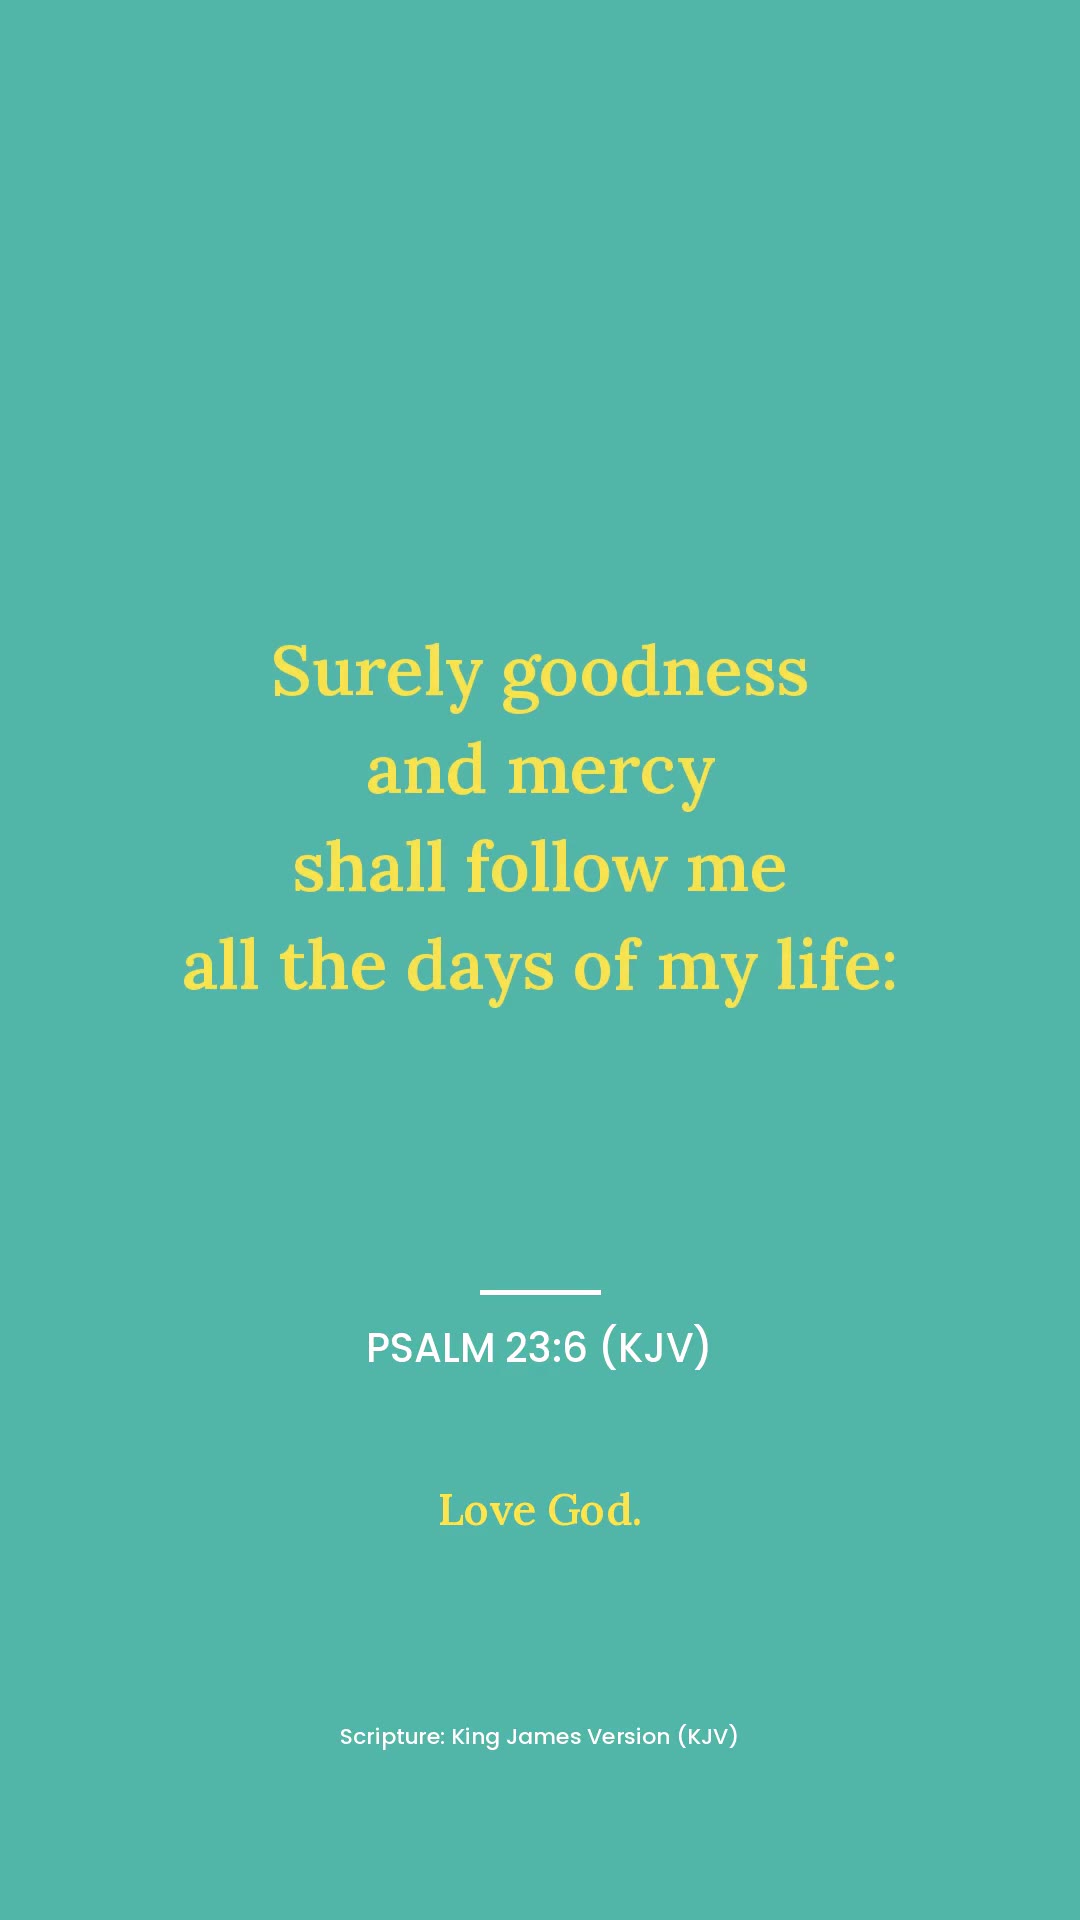 Surely goodness
and mercy
shall follow me
all the days of my life:
PSALM 23:6 (KJV)
Love God.
Scripture: King James Version (KJV)